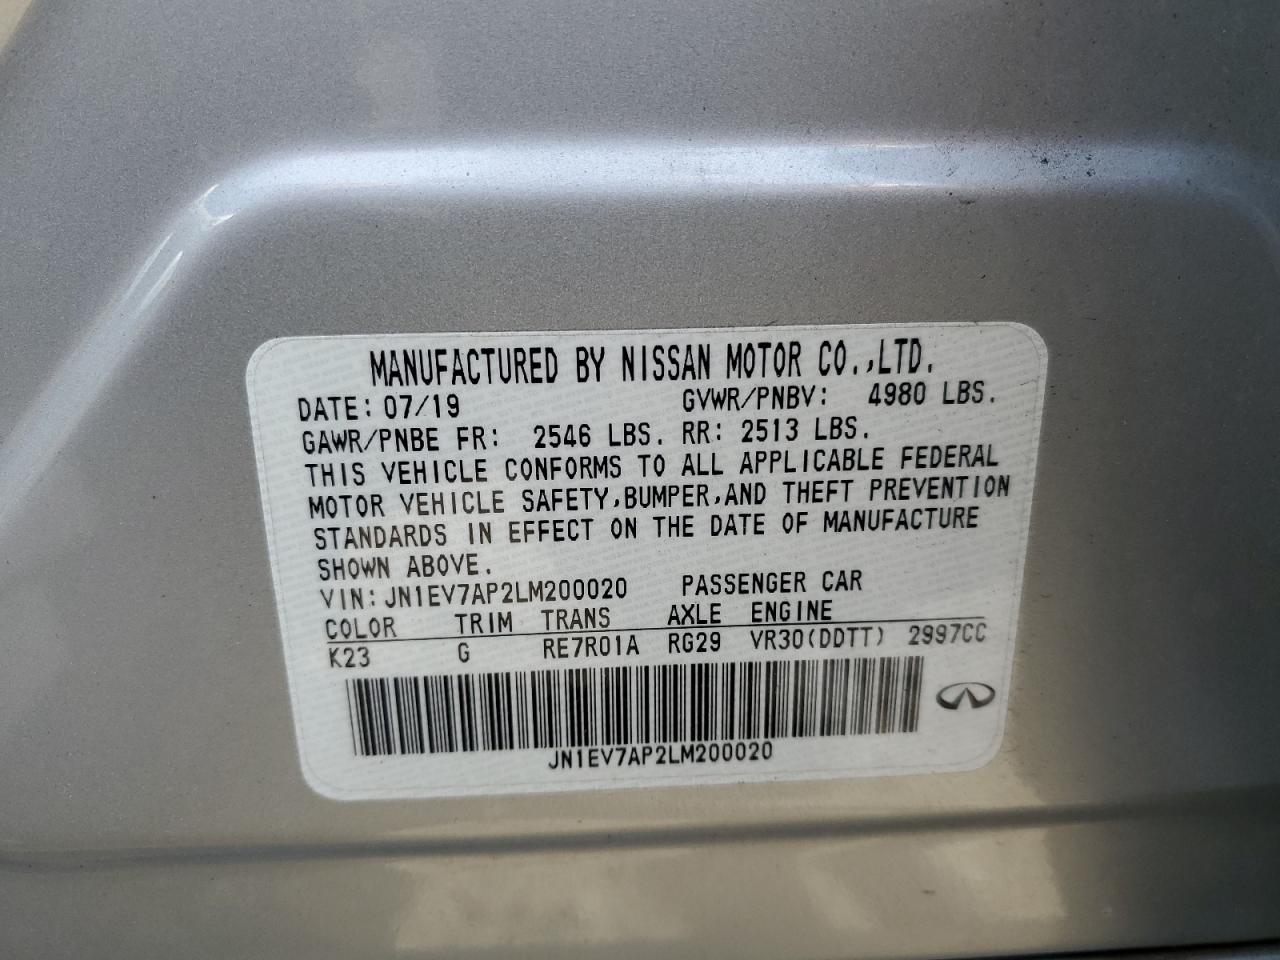 MANUFACTURED BY NISSAN MOTOR CO.,LTD.
DATE: 07/19 GVWR/PNBV: 4980 LBS.
GAWR/PNBE FR: 2546 LBS. RR: 2513 LBS.
THIS VEHICLE CONFORMS TO ALL APPLICABLE FEDERAL
MOTOR VEHICLE SAFETY,BUMPER,AND THEFT PREVENTION
STANDARDS IN EFFECT ON THE DATE OF MANUFACTURE
SHOWN ABOVE.
VIN: JN1EV7AP2LM200020 PASSENGER CAR
COLOR TRIM TRANS AXLE ENGINE
K23 G RE7R01A RG29 VR30(DDTT) 2997CC
JN1EV7AP2LM200020